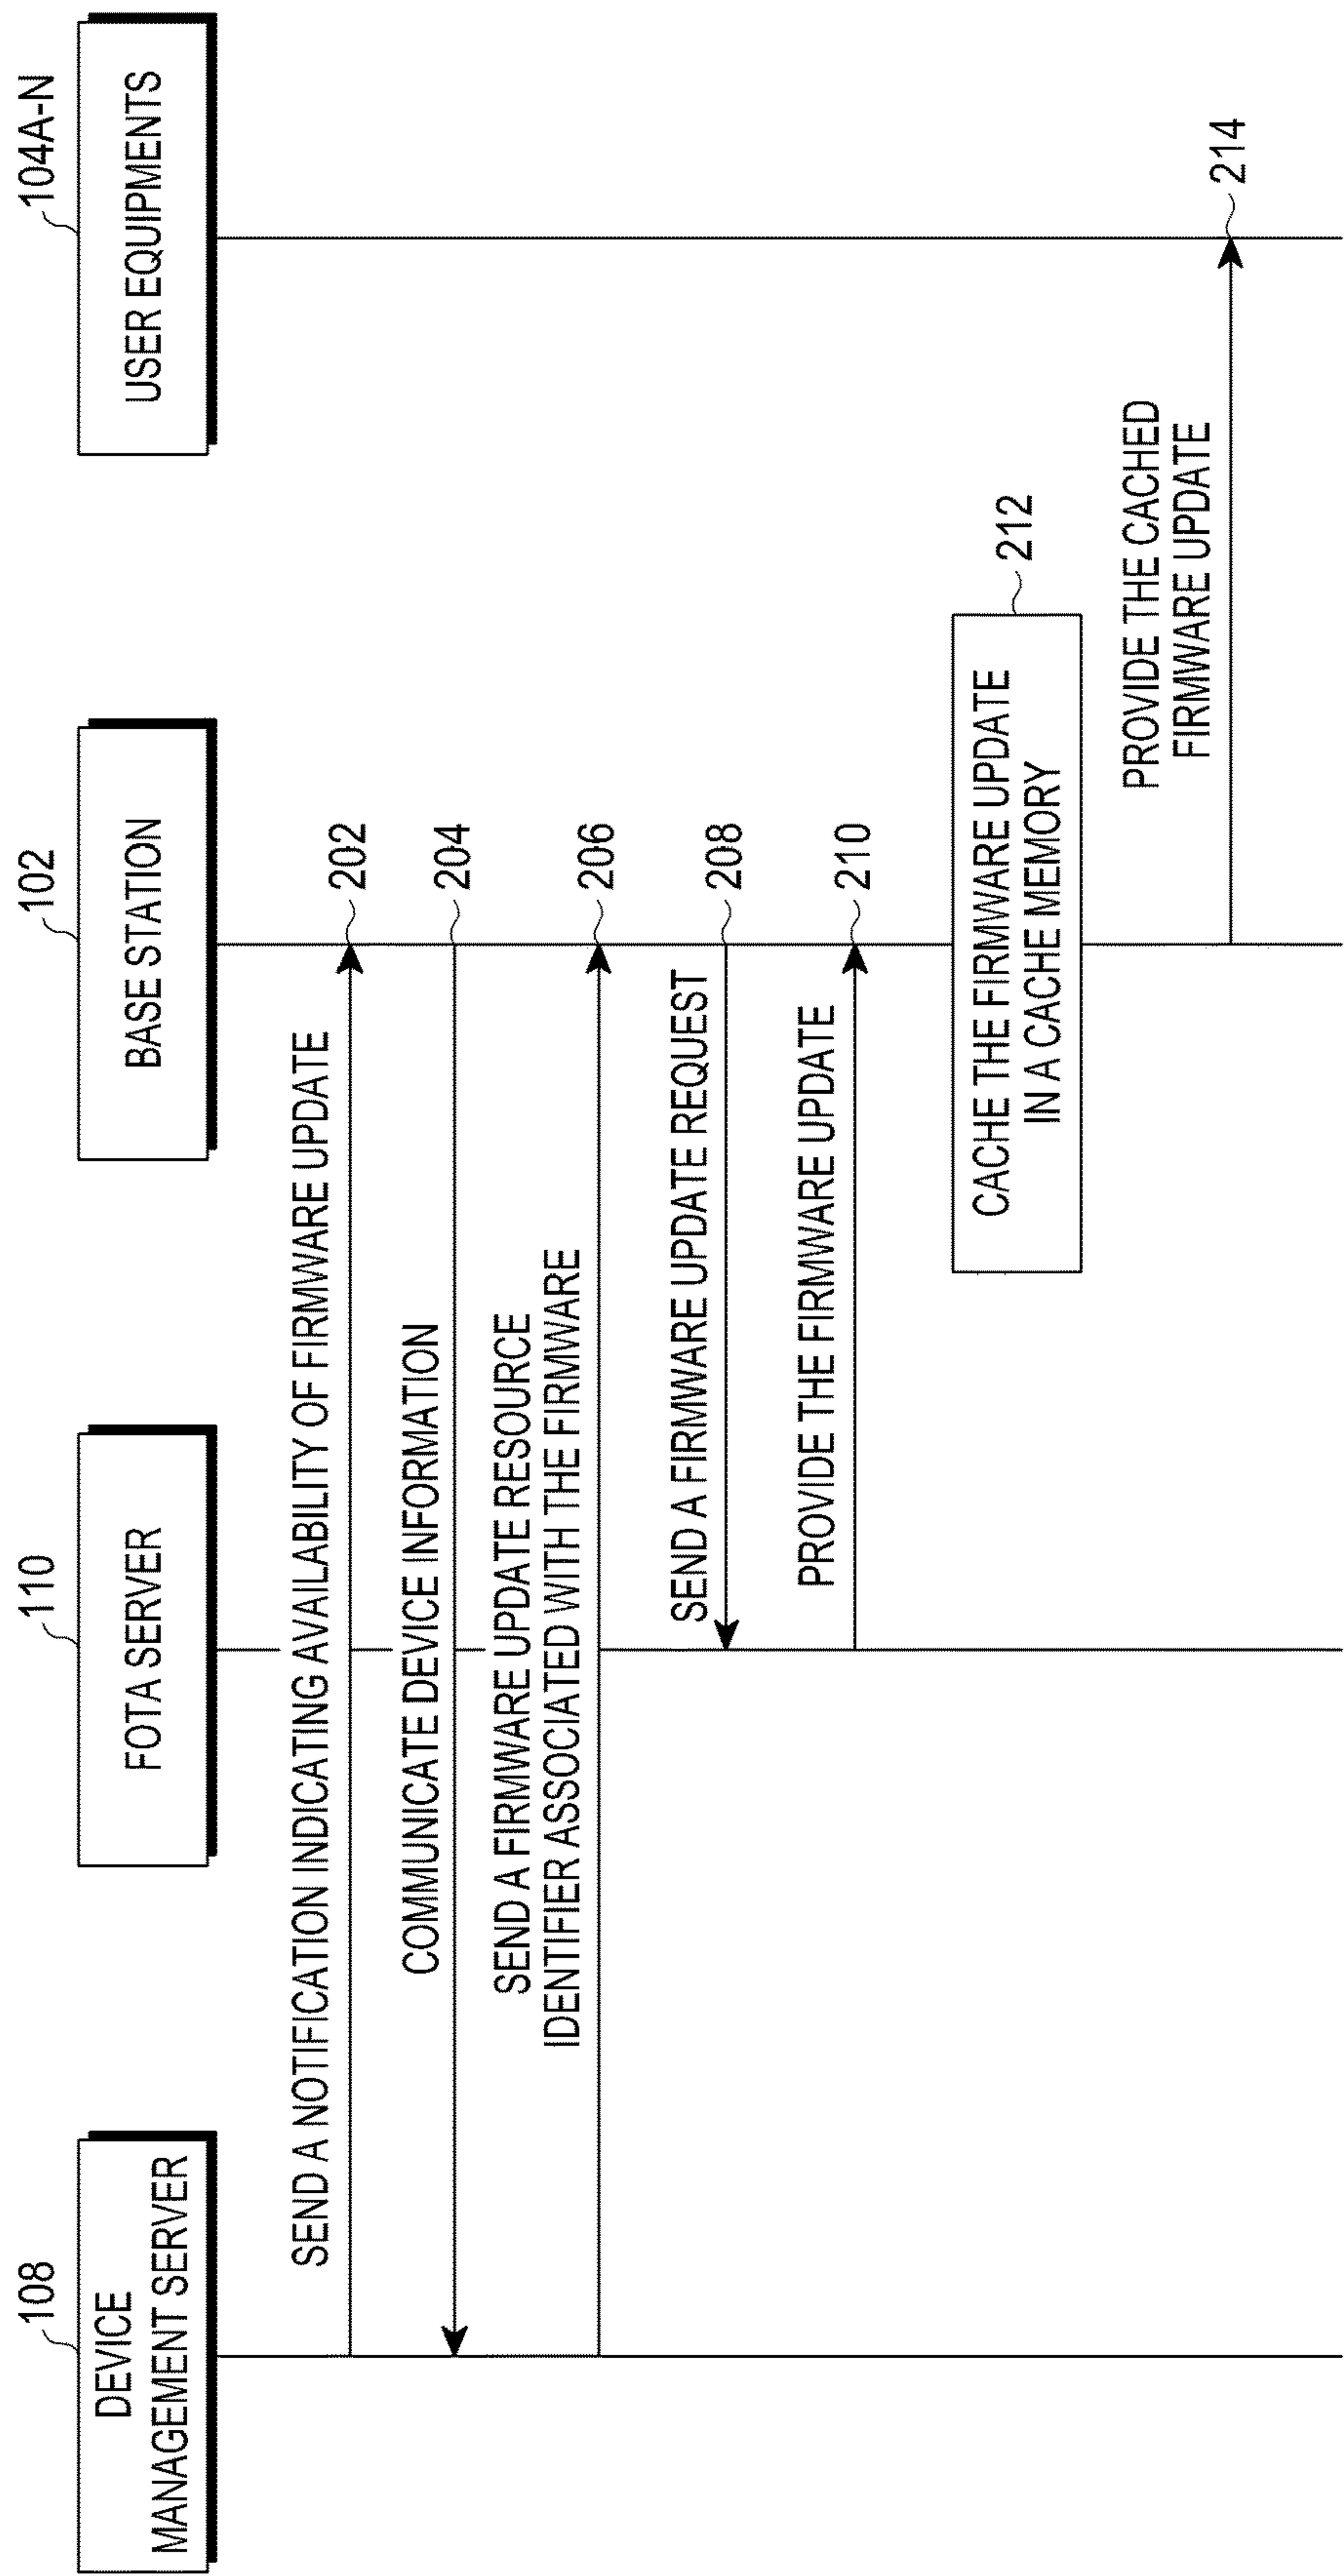 108
DEVICE
MANAGEMENT SERVER
110
FOTA SERVER
102
BASE STATION
104A-N
USER EQUIPMENTS
SEND A NOTIFICATION INDICATING AVAILABILITY OF FIRMWARE UPDATE
202
COMMUNICATE DEVICE INFORMATION
204
SEND A FIRMWARE UPDATE RESOURCE
IDENTIFIER ASSOCIATED WITH THE FIRMWARE
206
SEND A FIRMWARE UPDATE REQUEST
208
PROVIDE THE FIRMWARE UPDATE
210
CACHE THE FIRMWARE UPDATE
IN A CACHE MEMORY
212
PROVIDE THE CACHED
FIRMWARE UPDATE
214